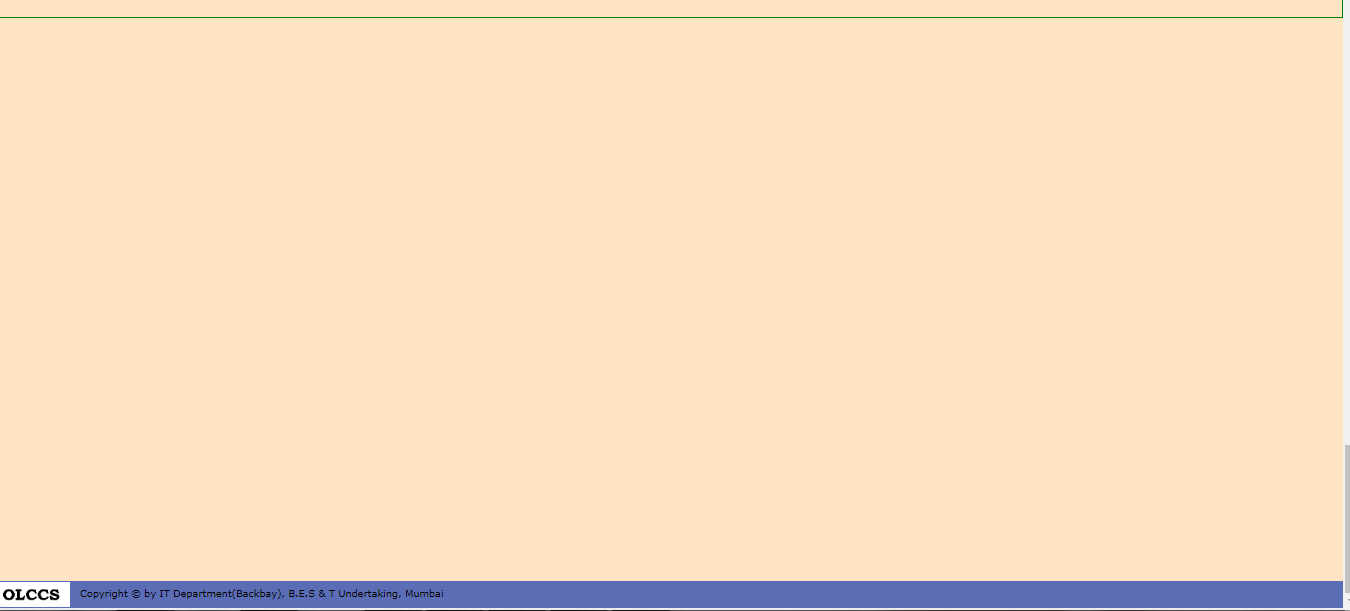 OLCCS Copyright © by IT Department(Backbay), B.E.S & T Undertaking, Mumbai